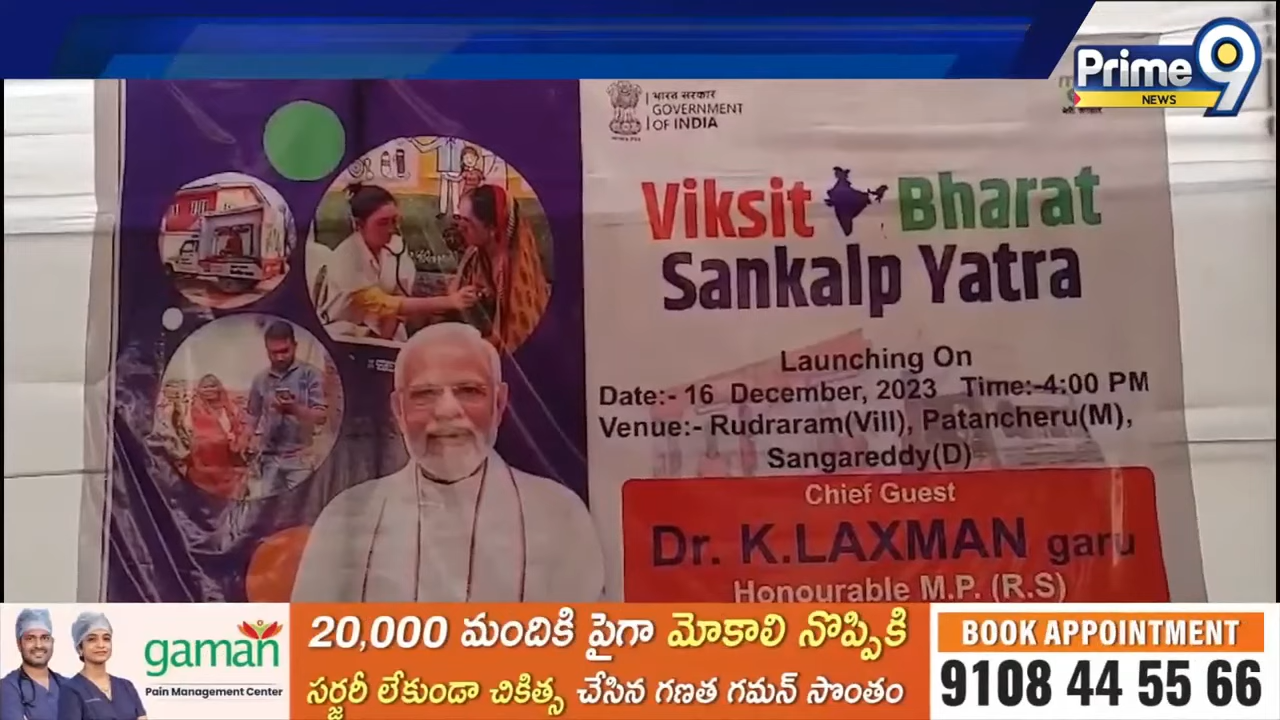 Prime9
NEWS
भारत सरकार
GOVERNMENT
OF INDIA
Viksit Bharat
Sankalp Yatra
Launching On
Date:- 16 December, 2023 Time:-4:00 PM
Venue:- Rudraram(Vill), Patancheru(M),
Sangareddy(D)
Chief Guest
Dr. K.LAXMAN garu
Honourable M.P. (R.S)
gaman
Pain Management Center
20,000 మందికి పైగా మోకాలి నొప్పికి
సర్జరీ లేకుండా చికిత్స చేసిన గణత గమన్ సొంతం
BOOK APPOINTMENT
9108 44 55 66